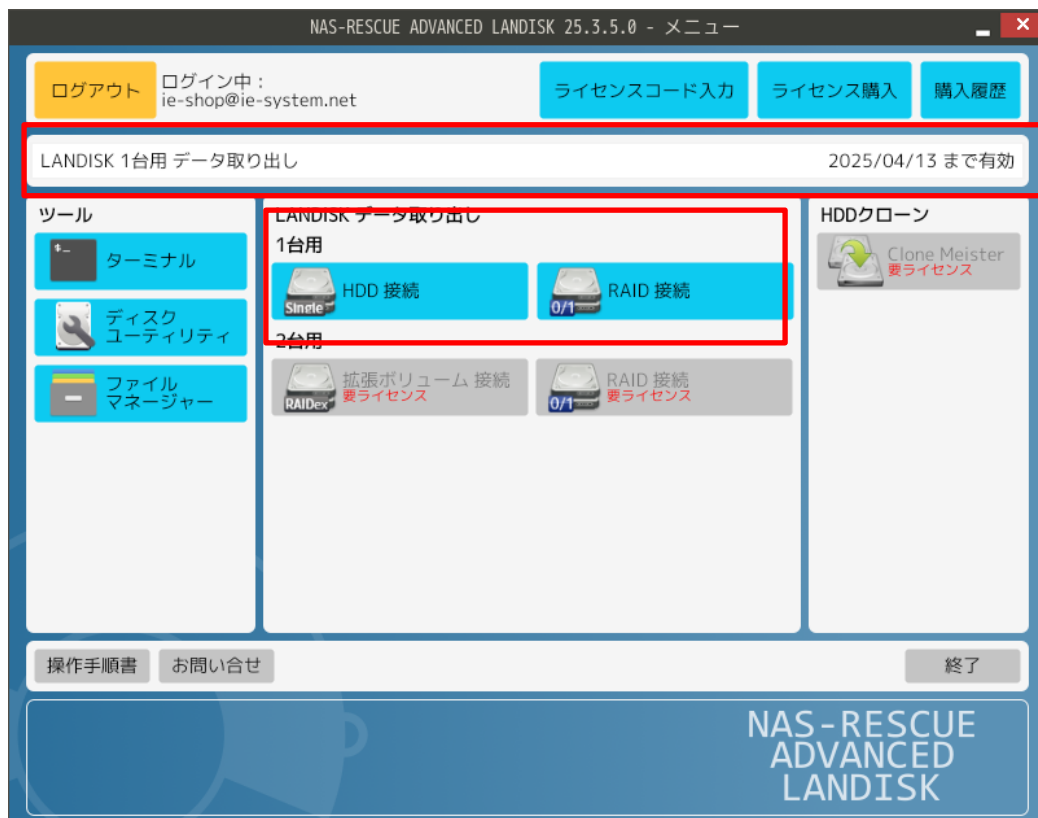 NAS-RESCUE ADVANCED LANDISK 25.3.5.0 - メニュー
ログアウト
ログイン中 :
ie-shop@ie-system.net
ライセンスコード入力
ライセンス購入
購入履歴
LANDISK 1台用 データ取り出し
2025/04/13 まで有効
ツール
$_
ターミナル
ディスク
ユーティリティ
ファイル
マネージャー
LANDISK データ取り出し
1台用
Single
HDD 接続
0/1
RAID 接続
2台用
RAIDex
拡張ボリューム 接続
要ライセンス
0/1
RAID 接続
要ライセンス
HDDクローン
Clone Meister
要ライセンス
操作手順書
お問い合せ
終了
NAS-RESCUE
ADVANCED
LANDISK